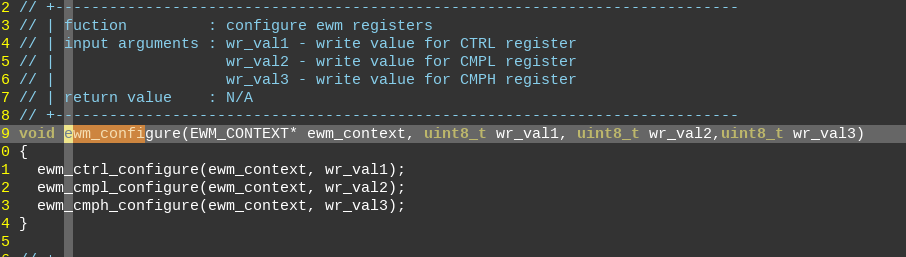 2 // +----------------------------------------------------------------------------
3 // | fuction         : configure ewm registers
4 // | input arguments : wr_val1 - write value for CTRL register
5 // |                   wr_val2 - write value for CMPL register
6 // |                   wr_val3 - write value for CMPH register
7 // | return value    : N/A
8 // +----------------------------------------------------------------------------
9 void ewm_configure(EWM_CONTEXT* ewm_context, uint8_t wr_val1, uint8_t wr_val2,uint8_t wr_val3)
0 {
1   ewm_ctrl_configure(ewm_context, wr_val1);
2   ewm_cmpl_configure(ewm_context, wr_val2);
3   ewm_cmph_configure(ewm_context, wr_val3);
4 }
5